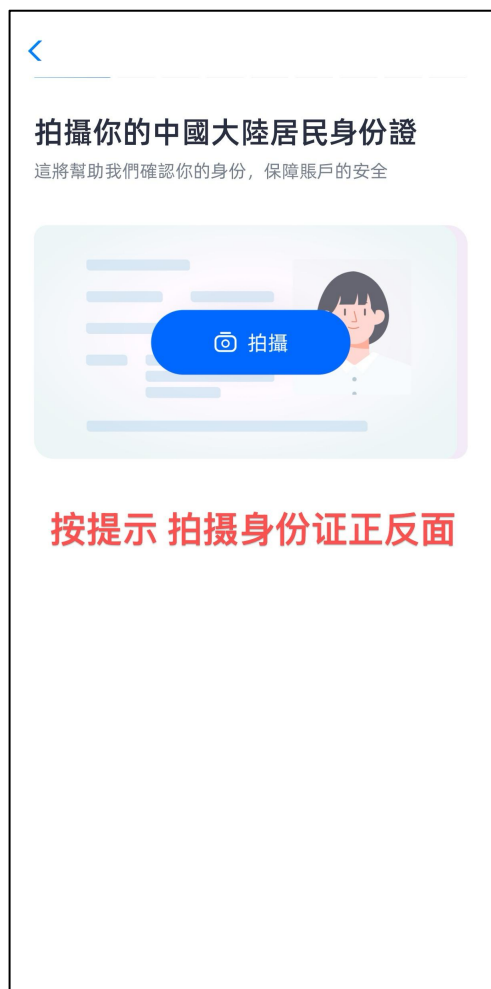 拍攝你的中國大陸居民身份證
這將幫助我們確認你的身份，保障賬戶的安全
拍攝
按提示 拍摄身份证正反面